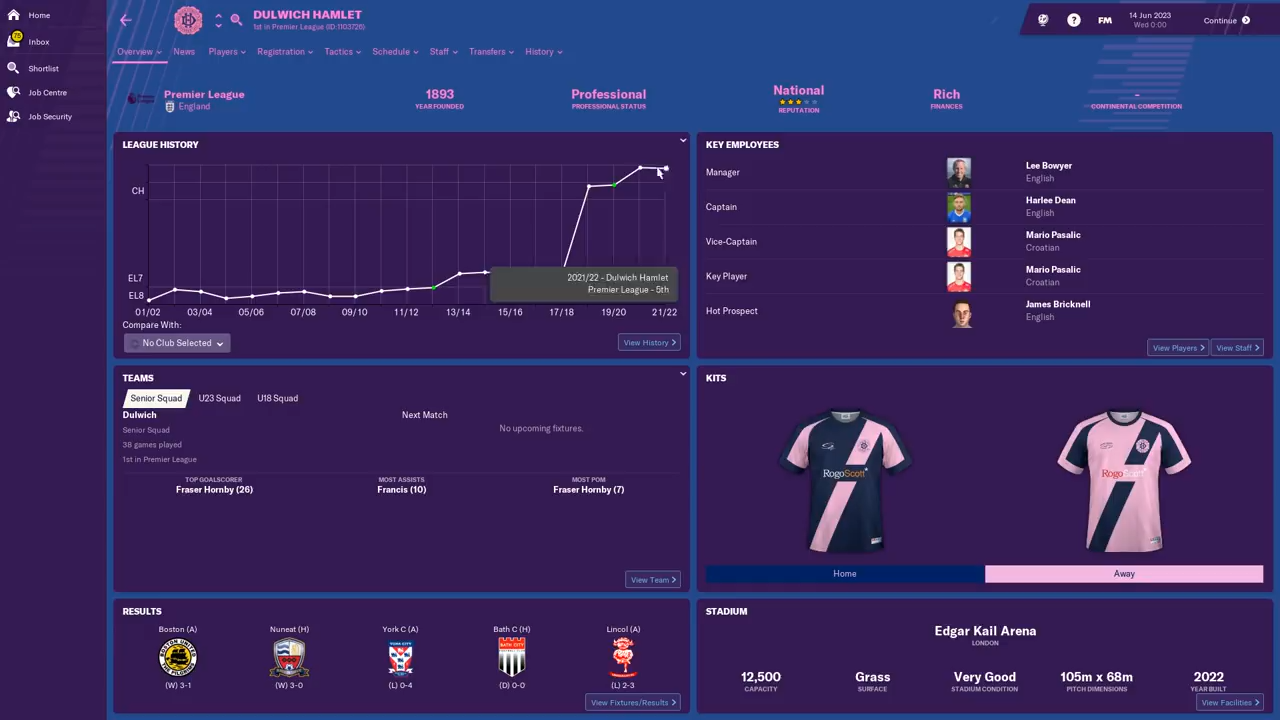 Home
75
Inbox
Shortlist
Job Centre
Job Security
DULWICH HAMLET
1st in Premier League (ID:1103720)
FM
14 Jun 2023
Wed 0:00
Continue
Overview
News
Players
Registration
Tactics
Schedule
Staff
Transfers
History
Premier League
England
1893
YEAR FOUNDED
Professional
PROFESSIONAL STATUS
National
REPUTATION
Rich
FINANCES
-
CONTINENTAL COMPETITION
LEAGUE HISTORY
CH
EL7
EL8
2021/22 - Dulwich Hamlet
Premier League - 5th
01/02 03/04 05/06 07/08 09/10 11/12 13/14 15/16 17/18 19/20 21/22
Compare With:
No Club Selected
View History
KEY EMPLOYEES
Manager
Lee Bowyer
English
Captain
Harlee Dean
English
Vice-Captain
Mario Pasalic
Croatian
Key Player
Mario Pasalic
Croatian
Hot Prospect
James Bricknell
English
View Players
View Staff
TEAMS
Senior Squad
U23 Squad
U18 Squad
Dulwich
Senior Squad
38 games played
1st in Premier League
Next Match
No upcoming fixtures.
TOP GOALSCORER
Fraser Hornby (26)
MOST ASSISTS
Francis (10)
MOST POM
Fraser Hornby (7)
View Team
KITS
RogoScott
RogoScott
Home
Away
RESULTS
Boston (A)
(W) 3-1
Nuneat (H)
(W) 3-0
York C (A)
(L) 0-4
Bath C (H)
(D) 0-0
Lincol (A)
(L) 2-3
View Fixtures/Results
STADIUM
Edgar Kail Arena
LONDON
12,500
CAPACITY
Grass
SURFACE
Very Good
STADIUM CONDITION
105m x 68m
PITCH DIMENSIONS
2022
YEAR BUILT
View Facilities